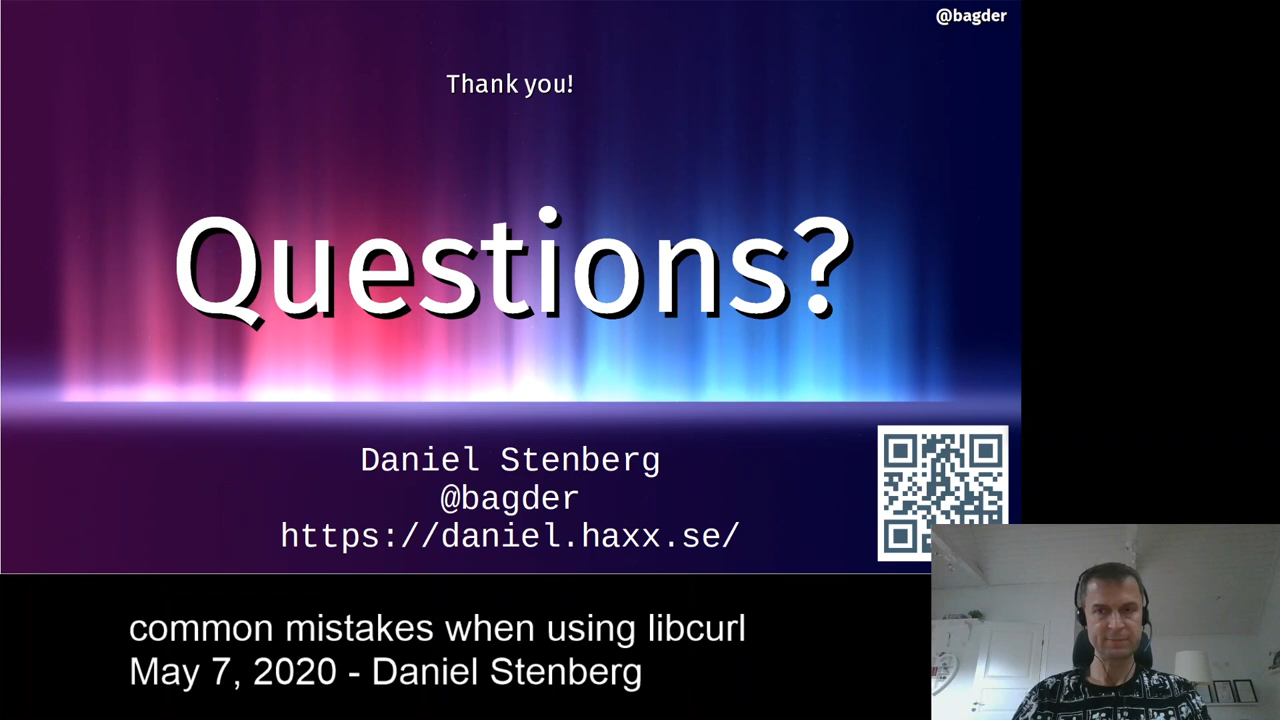 @bagder
Thank you!
Questions?
Daniel Stenberg
@bagder
https://daniel.haxx.se/
common mistakes when using libcurl
May 7, 2020 - Daniel Stenberg